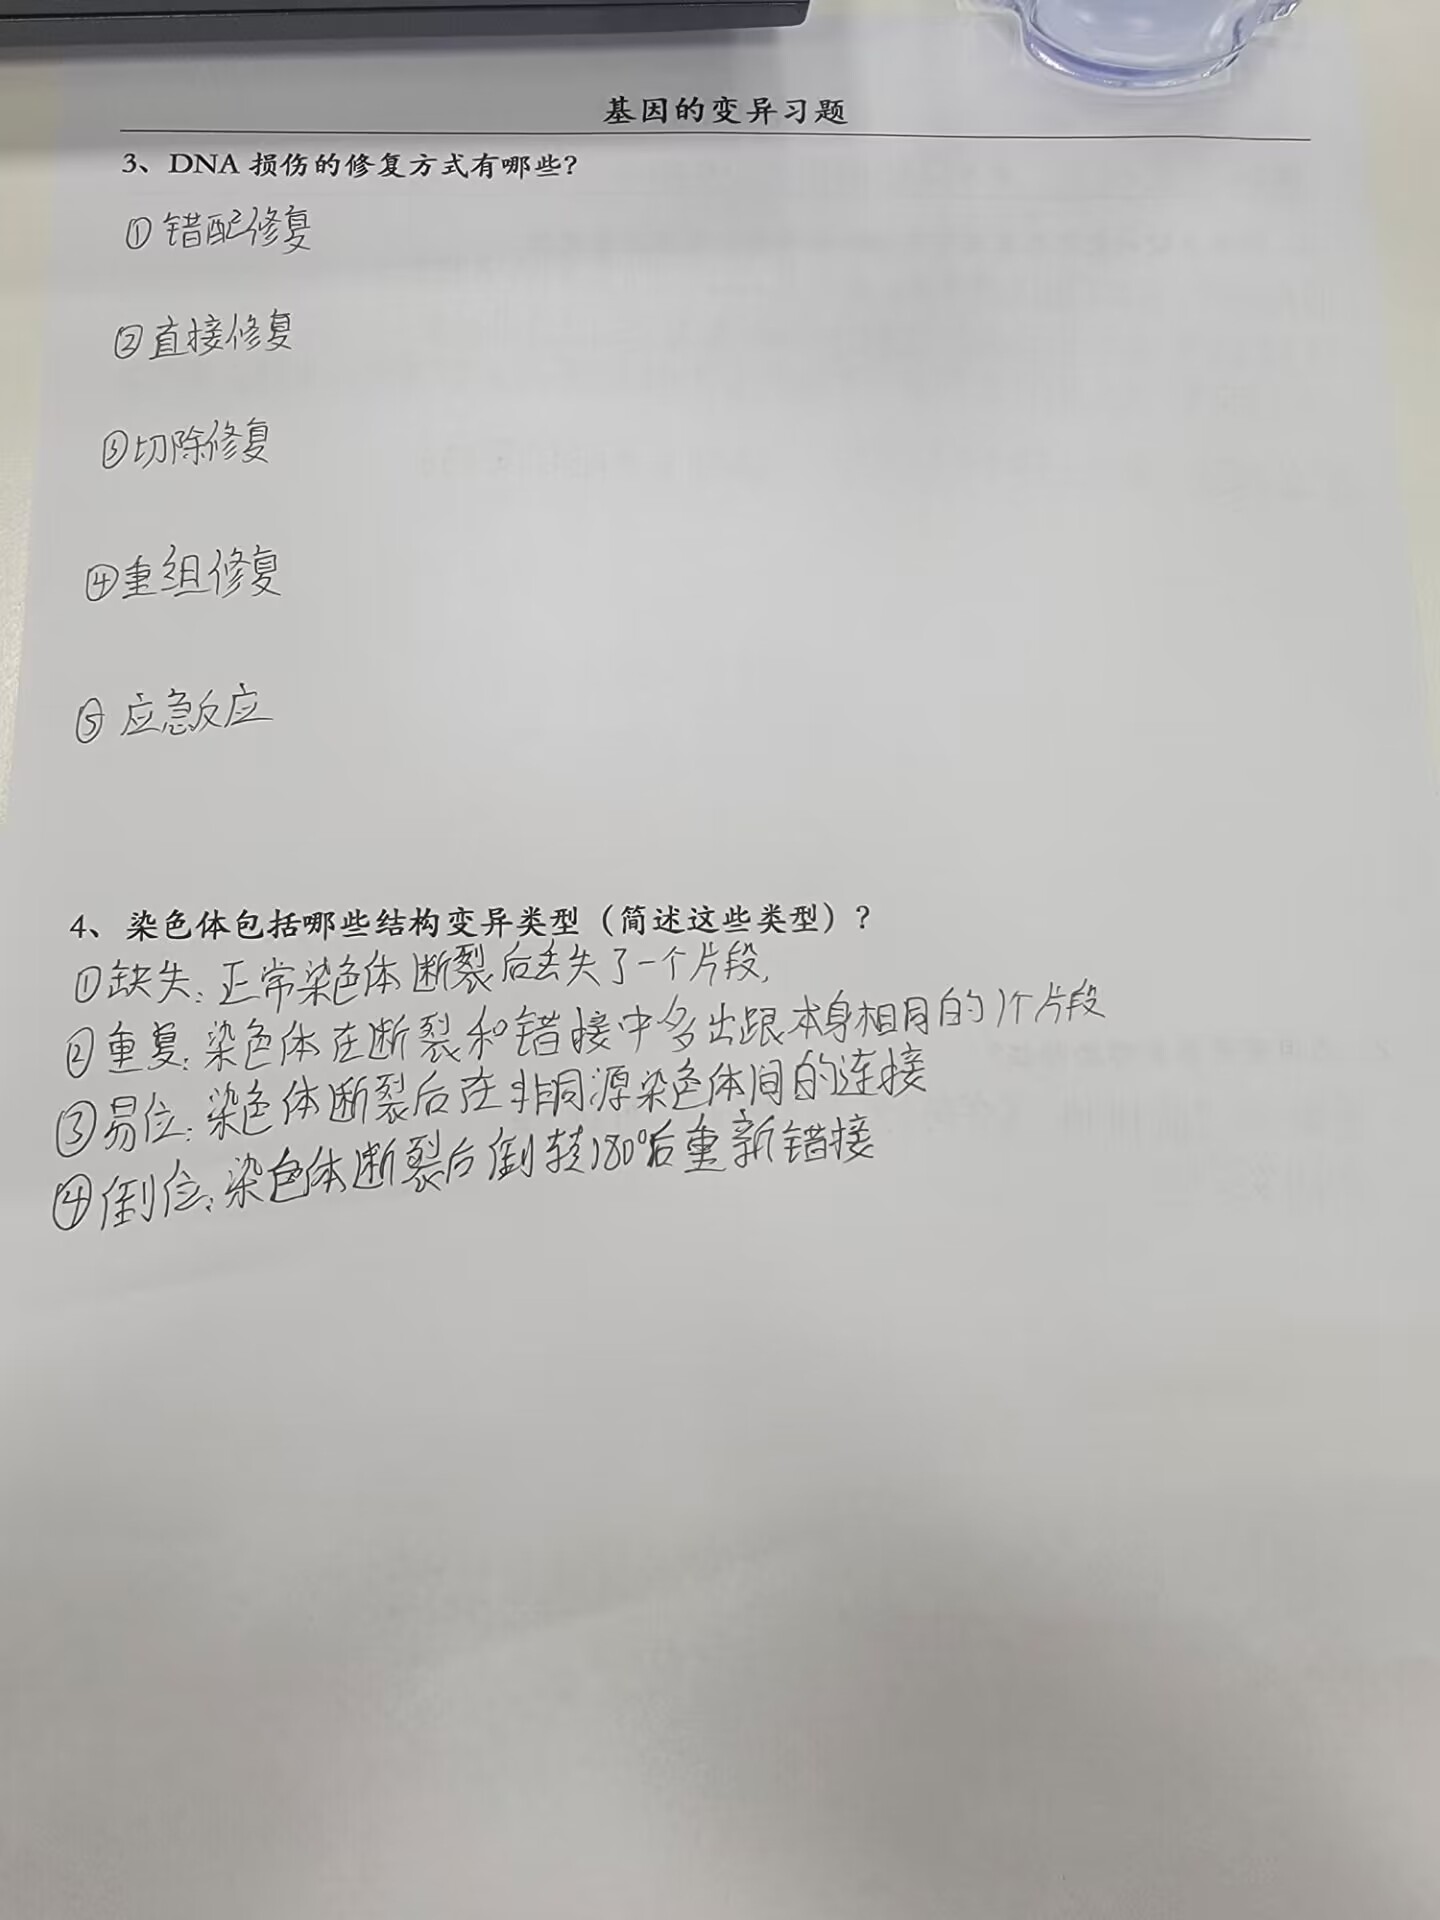 基因的变异习题
3、DNA 损伤的修复方式有哪些？
①错配修复
②直接修复
③切除修复
④重组修复
⑤应急反应
4、染色体包括哪些结构变异类型（简述这些类型）？
①缺失：正常染色体断裂后丢失了一个片段，
②重复：染色体在断裂和错接中多出跟本身相同的1个片段
③易位：染色体断裂后在非同源染色体间的连接
④倒位：染色体断裂后倒转180°后重新错接